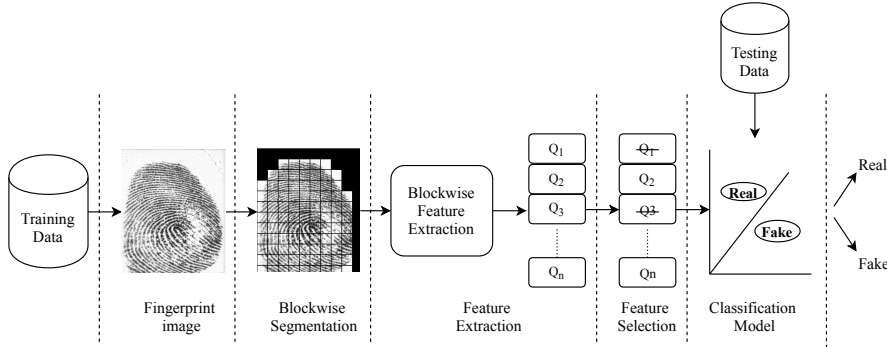 Training
Data
Fingerprint
image
Blockwise
Segmentation
Blockwise
Feature
Extraction
Q1
Q2
Q3
Qn
Feature
Extraction
Q1
Q2
Q3
Qn
Feature
Selection
Testing
Data
Real
Fake
Classification
Model
Real
Fake